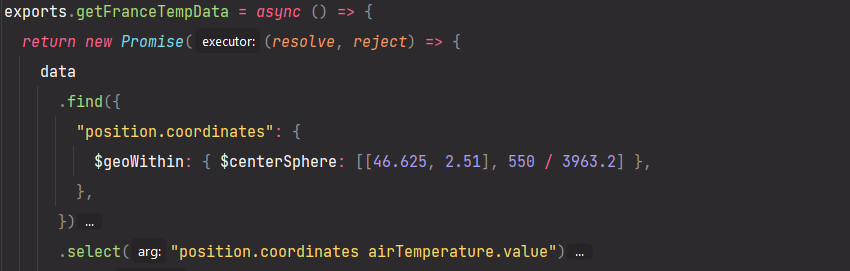 exports.getFranceTempData = async () => {
return new Promise( executor: (resolve, reject) => {
data
.find({
"position.coordinates": {
$geoWithin: { $centerSphere: [[46.625, 2.51], 550 / 3963.2] },
},
}) ...
.select( arg: "position.coordinates airTemperature.value") ...